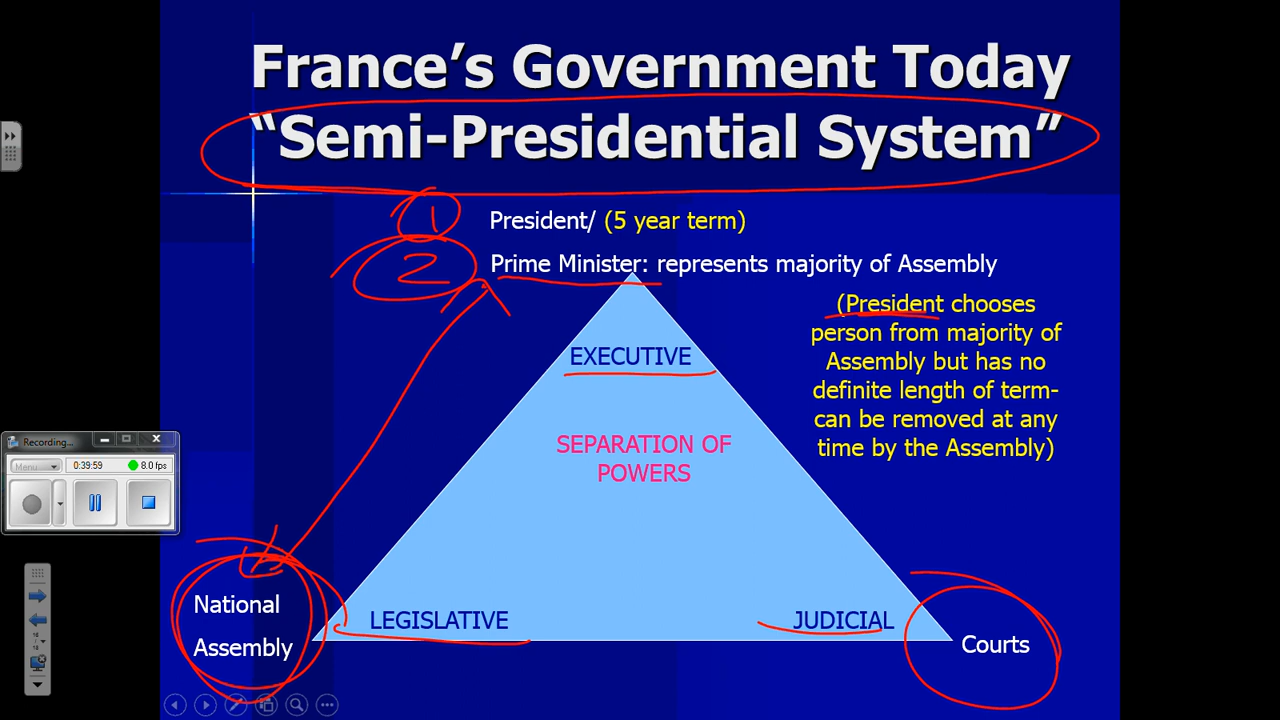 France's Government Today
“Semi-Presidential System”
1
President/ (5 year term)
2
Prime Minister: represents majority of Assembly
(President chooses
person from majority of
Assembly but has no
definite length of term-
can be removed at any
time by the Assembly)
EXECUTIVE
SEPARATION OF
POWERS
Recording...
Menu
0:39:59
8.0 fps
National
Assembly
LEGISLATIVE
JUDICIAL
Courts